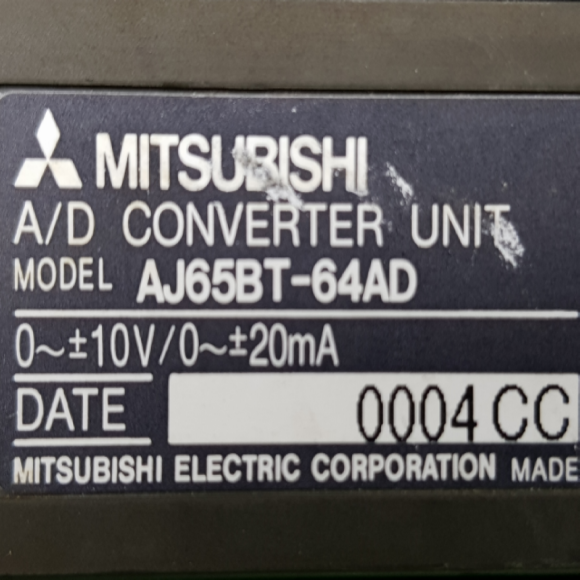 MITSUBISHI
A/D CONVERTER UNIT
MODEL AJ65BT-64AD
0~±10V/0~±20mA
DATE 0004 CC
MITSUBISHI ELECTRIC CORPORATION MADE